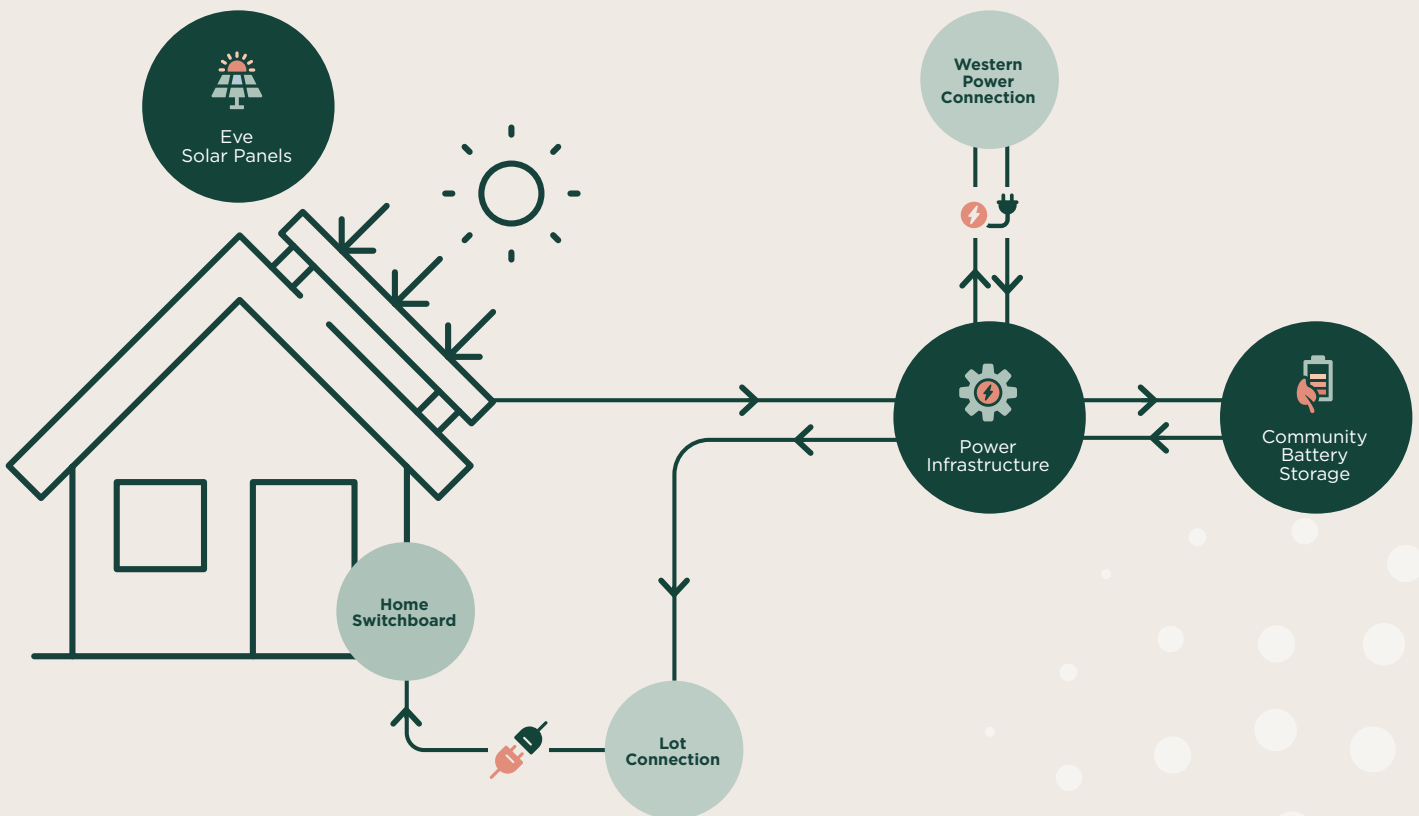 Eve
Solar Panels
Western
Power
Connection
Power
Infrastructure
Community
Battery
Storage
Home
Switchboard
Lot
Connection